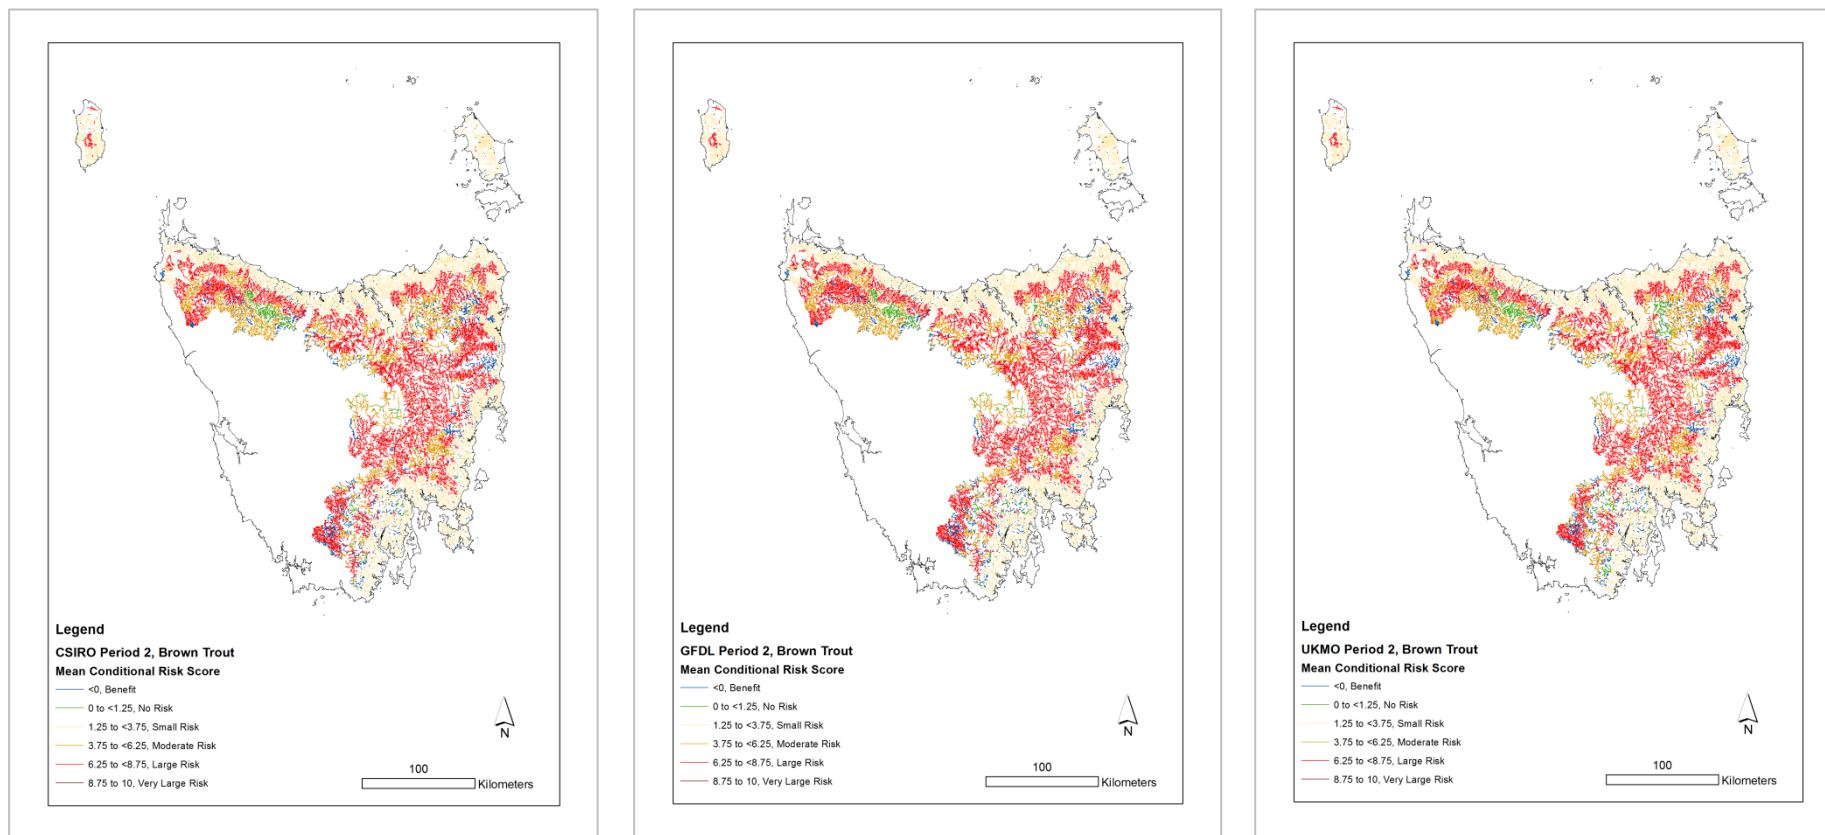 Legend
CSIRO Period 2, Brown Trout
Mean Conditional Risk Score
<0, Benefit
0 to <1.25, No Risk
1.25 to <3.75, Small Risk
3.75 to <6.25, Moderate Risk
6.25 to <8.75, Large Risk
8.75 to 10, Very Large Risk
N
100
Kilometers
Legend
GFDL Period 2, Brown Trout
Mean Conditional Risk Score
<0, Benefit
0 to <1.25, No Risk
1.25 to <3.75, Small Risk
3.75 to <6.25, Moderate Risk
6.25 to <8.75, Large Risk
8.75 to 10, Very Large Risk
N
100
Kilometers
Legend
UKMO Period 2, Brown Trout
Mean Conditional Risk Score
<0, Benefit
0 to <1.25, No Risk
1.25 to <3.75, Small Risk
3.75 to <6.25, Moderate Risk
6.25 to <8.75, Large Risk
8.75 to 10, Very Large Risk
N
100
Kilometers